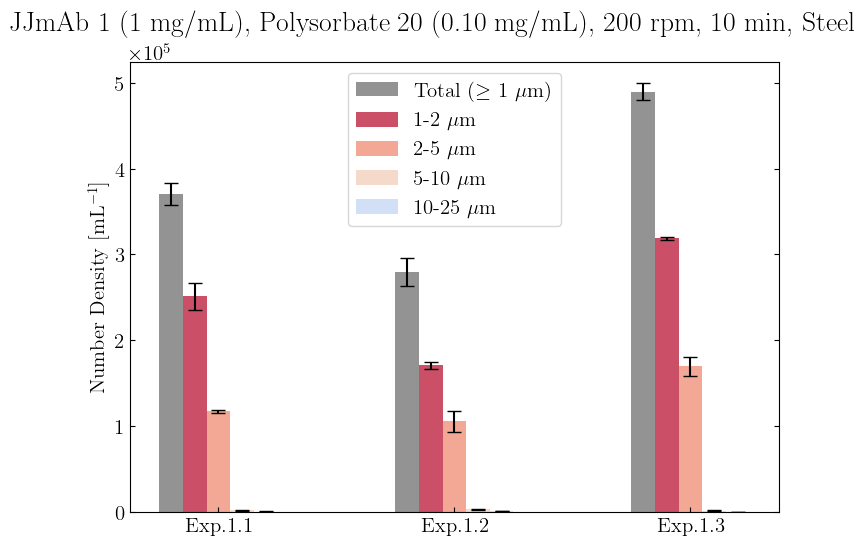 JJmAb 1 (1 mg/mL), Polysorbate 20 (0.10 mg/mL), 200 rpm, 10 min, Steel
×10⁵
Total (≥ 1 μm)
1-2 μm
2-5 μm
5-10 μm
10-25 μm
Number Density [mL⁻¹]
5
4
3
2
1
0
Exp.1.1 Exp.1.2 Exp.1.3